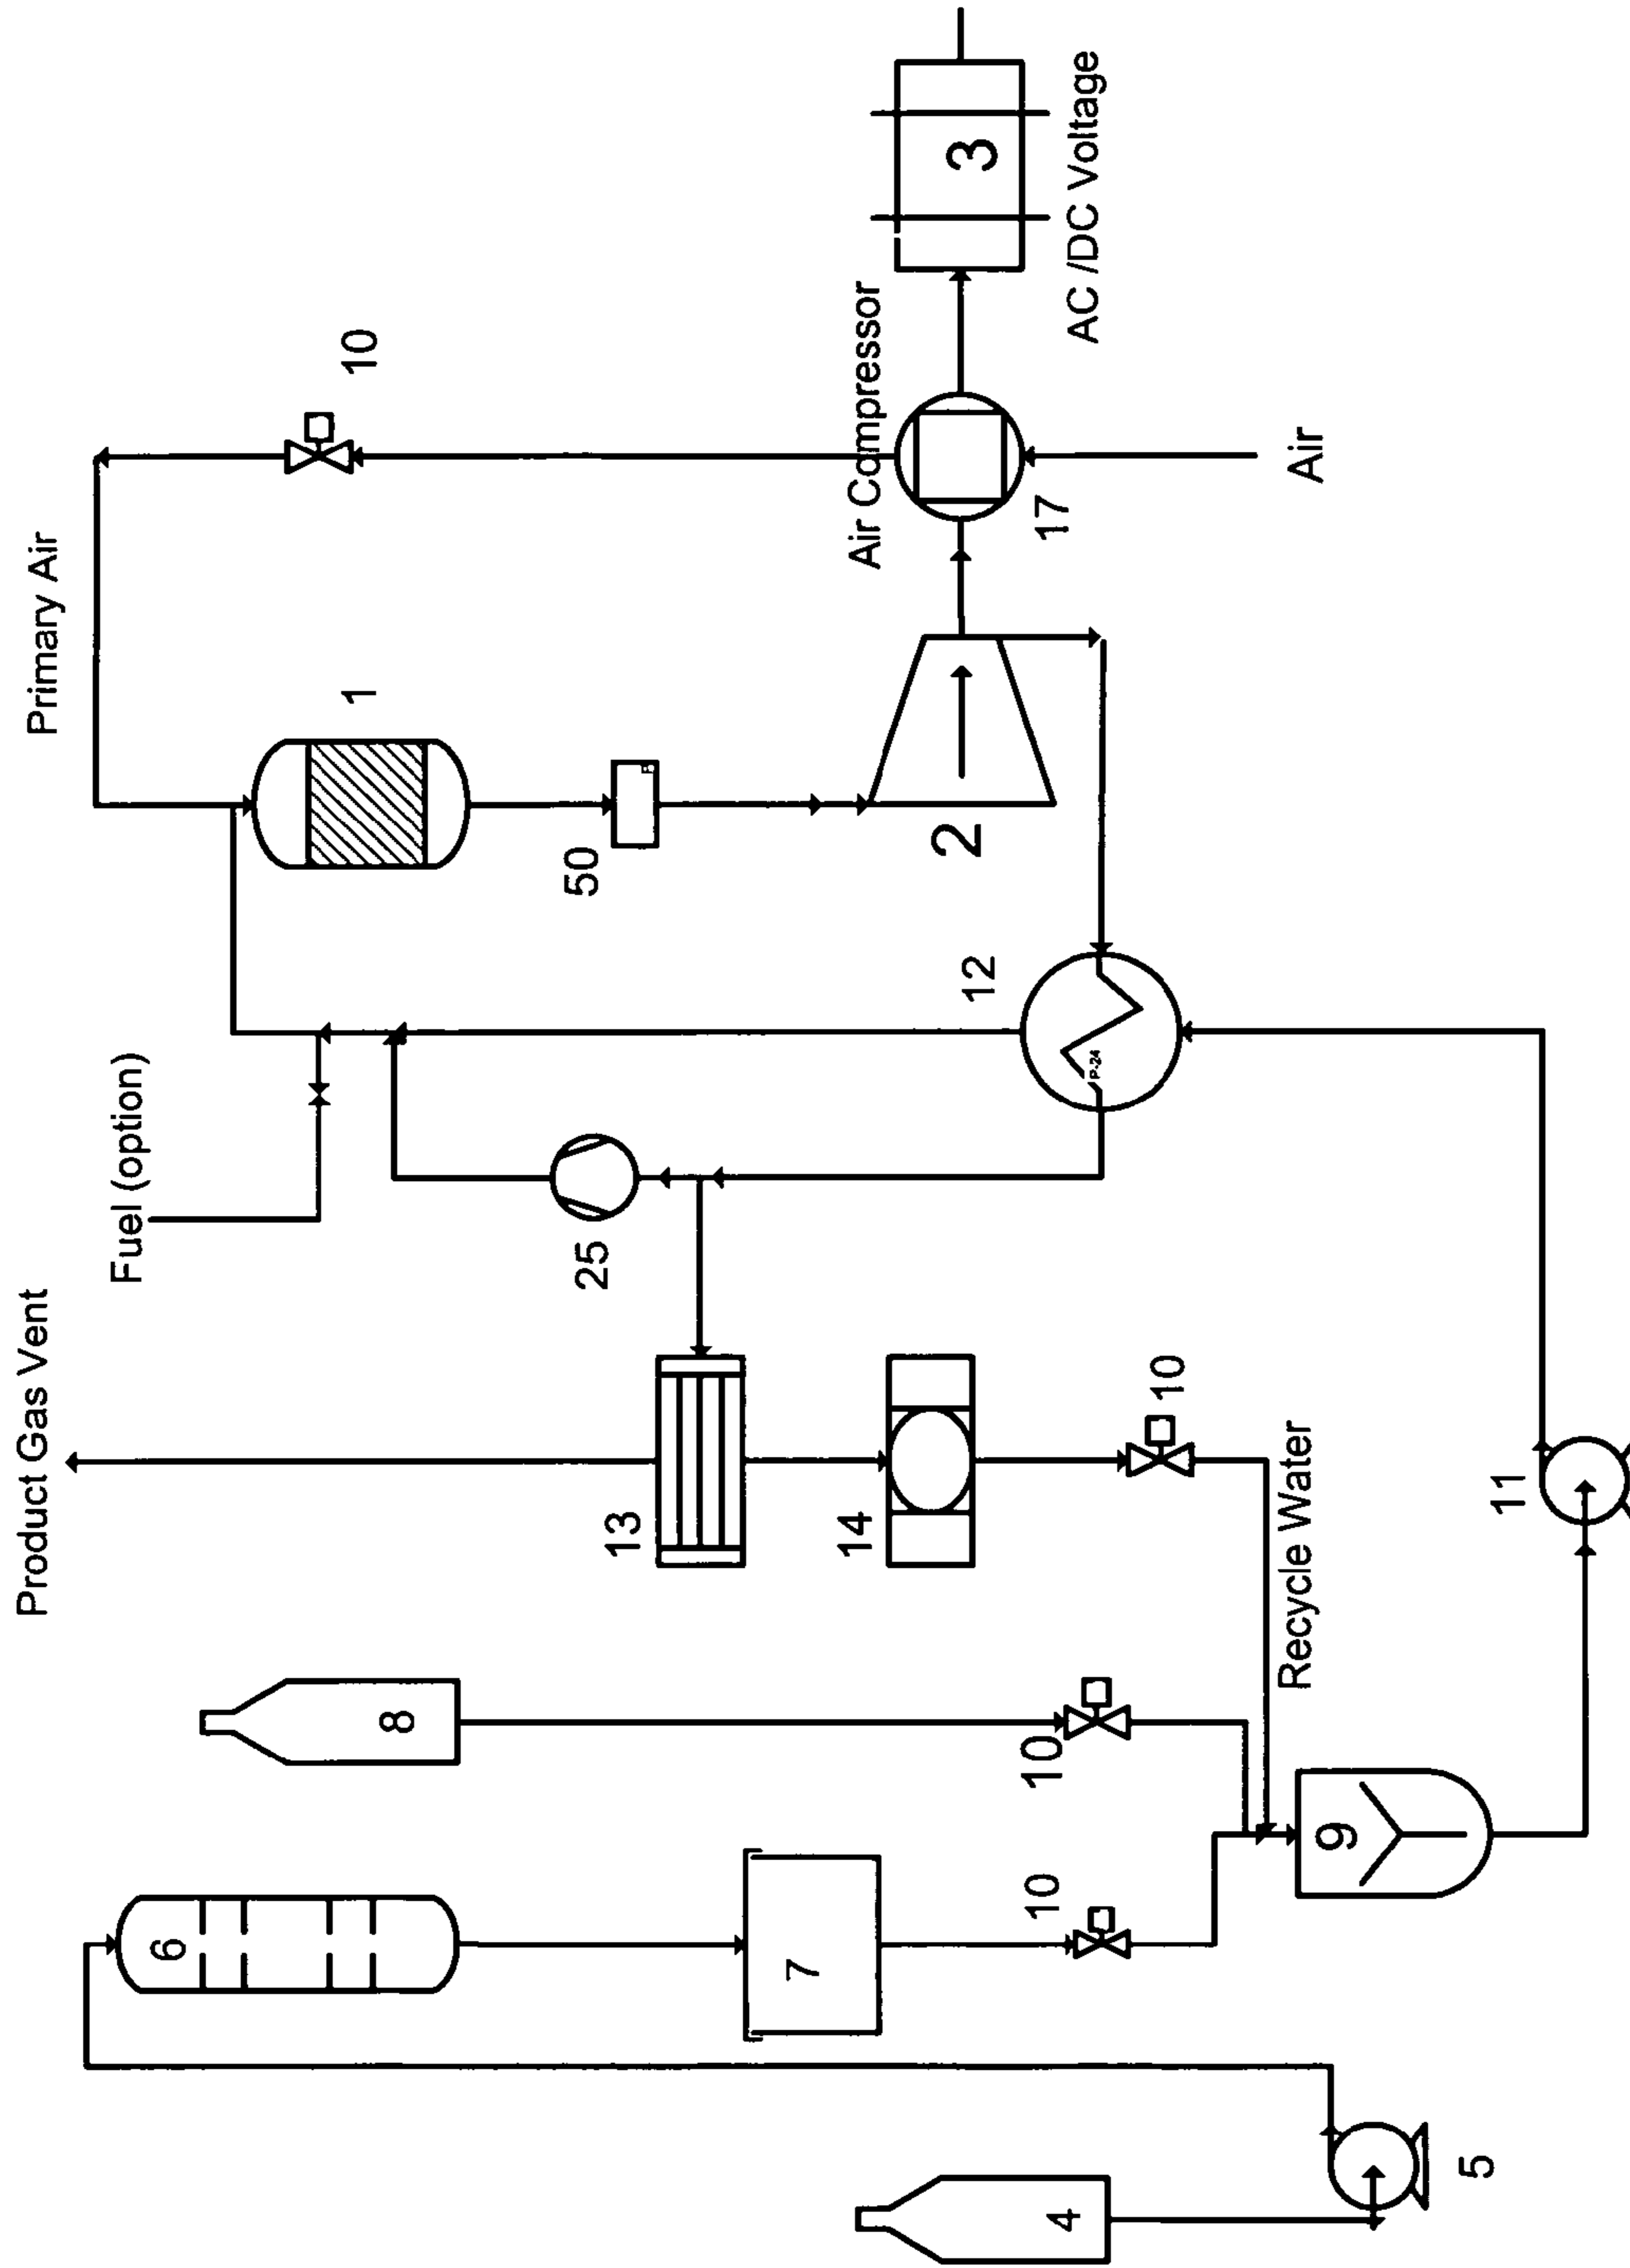 Product Gas Vent
Fuel (option)
Primary Air
10
1
50
25
6
8
13
12
2
Air Compressor
17
3
AC /DC Voltage
Air
P-24
14
7
10
10
10
4
9
Recycle Water
11
5